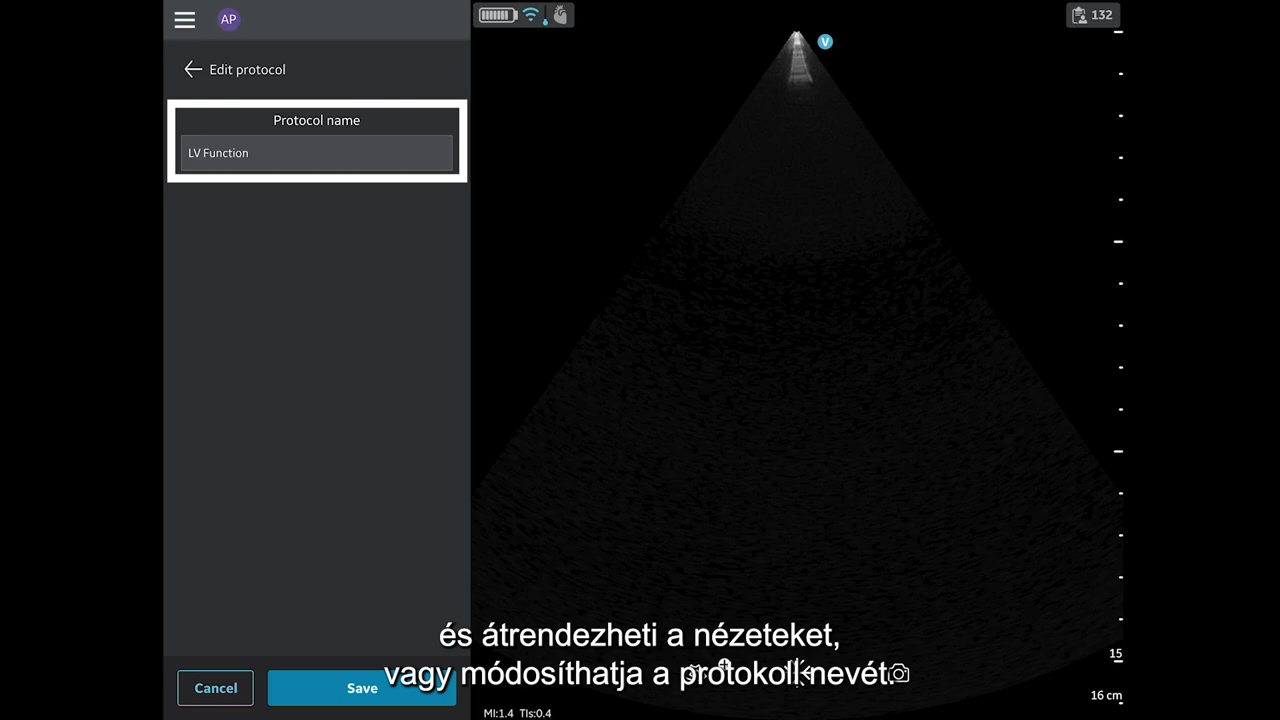 AP
132
Edit protocol
V
Protocol name
LV Function
15
16 cm
Cancel
Save
MI:1.4 TIs:0.4
és átrendezheti a nézeteket,
vagy módosíthatja a protokoll nevét.